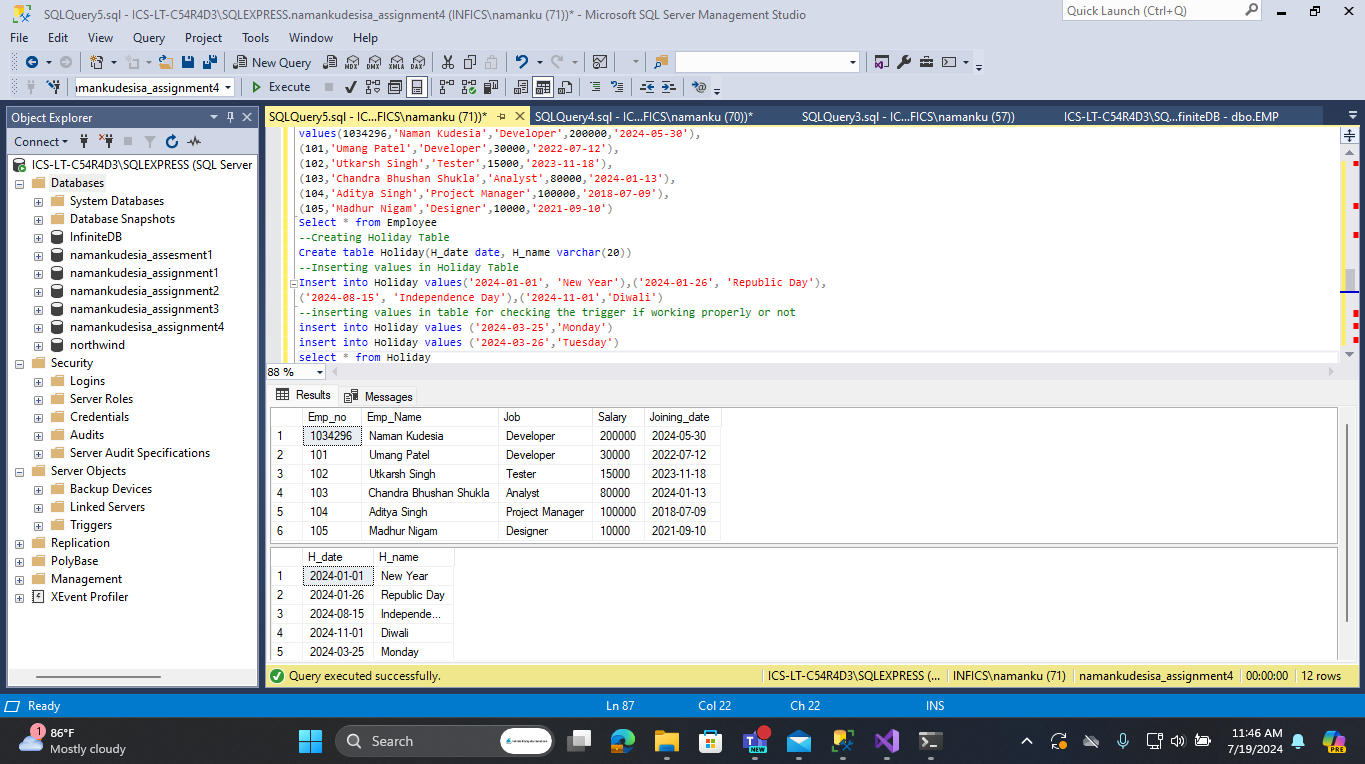 SQLQuery5.sql - ICS-LT-C54R4D3\SQLEXPRESS.namankudesisa_assignment4 (INFICS\namanku (71))* - Microsoft SQL Server Management Studio
Quick Launch (Ctrl+Q)
File Edit View Query Project Tools Window Help
New Query
MDX DMX XMLA DAX
amankudesisa_assignment4 Execute
Object Explorer
SQLQuery5.sql - IC...FICS\namanku (71))* SQLQuery4.sql - IC...FICS\namanku (70))* SQLQuery3.sql - IC...FICS\namanku (57)) ICS-LT-C54R4D3\SQ...finiteDB - dbo.EMP
Connect
ICS-LT-C54R4D3\SQLEXPRESS (SQL Server
Databases
System Databases
Database Snapshots
InfiniteDB
namankudesia_assesment1
namankudesia_assignment1
namankudesia_assignment2
namankudesia_assignment3
namankudesisa_assignment4
northwind
Security
Logins
Server Roles
Credentials
Audits
Server Audit Specifications
Server Objects
Backup Devices
Linked Servers
Triggers
Replication
PolyBase
Management
XEvent Profiler
values(1034296,'Naman Kudesia','Developer',200000,'2024-05-30'),
(101,'Umang Patel','Developer',30000,'2022-07-12'),
(102,'Utkarsh Singh','Tester',15000,'2023-11-18'),
(103,'Chandra Bhushan Shukla','Analyst',80000,'2024-01-13'),
(104,'Aditya Singh','Project Manager',100000,'2018-07-09'),
(105,'Madhur Nigam','Designer',10000,'2021-09-10')
Select * from Employee
--Creating Holiday Table
Create table Holiday(H_date date, H_name varchar(20))
--Inserting values in Holiday Table
Insert into Holiday values('2024-01-01', 'New Year'),('2024-01-26', 'Republic Day'),
('2024-08-15', 'Independence Day'),('2024-11-01','Diwali')
--inserting values in table for checking the trigger if working properly or not
insert into Holiday values ('2024-03-25','Monday')
insert into Holiday values ('2024-03-26','Tuesday')
select * from Holiday
88 %
Results Messages
Emp_no Emp_Name Job Salary Joining_date
1 1034296 Naman Kudesia Developer 200000 2024-05-30
2 101 Umang Patel Developer 30000 2022-07-12
3 102 Utkarsh Singh Tester 15000 2023-11-18
4 103 Chandra Bhushan Shukla Analyst 80000 2024-01-13
5 104 Aditya Singh Project Manager 100000 2018-07-09
6 105 Madhur Nigam Designer 10000 2021-09-10
H_date H_name
1 2024-01-01 New Year
2 2024-01-26 Republic Day
3 2024-08-15 Independe...
4 2024-11-01 Diwali
5 2024-03-25 Monday
Query executed successfully. ICS-LT-C54R4D3\SQLEXPRESS (... INFICS\namanku (71) namankudesisa_assignment4 00:00:00 12 rows
Ready Ln 87 Col 22 Ch 22 INS
1 86°F
Mostly cloudy
Search
NEW
PRE
11:46 AM
7/19/2024